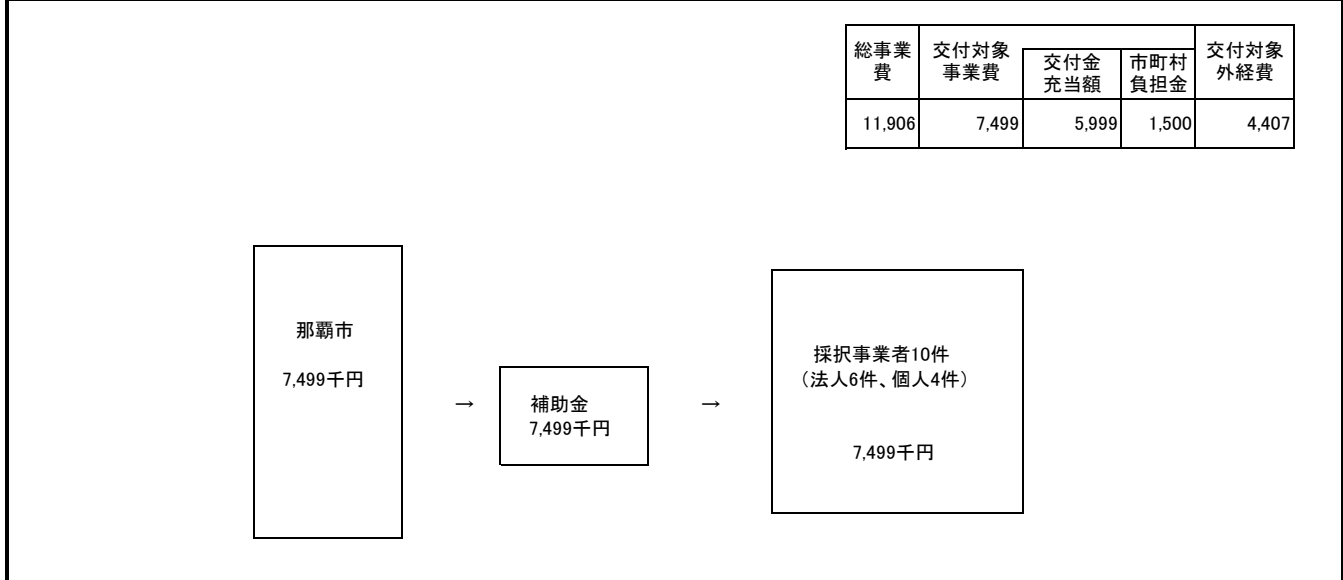 総事業
費
交付対象
事業費
交付金
充当額
市町村
負担金
交付対象
外経費
11,906
7,499
5,999
1,500
4,407
那覇市
7,499千円
→
補助金
7,499千円
→
採択事業者10件
（法人6件、個人4件）
7,499千円